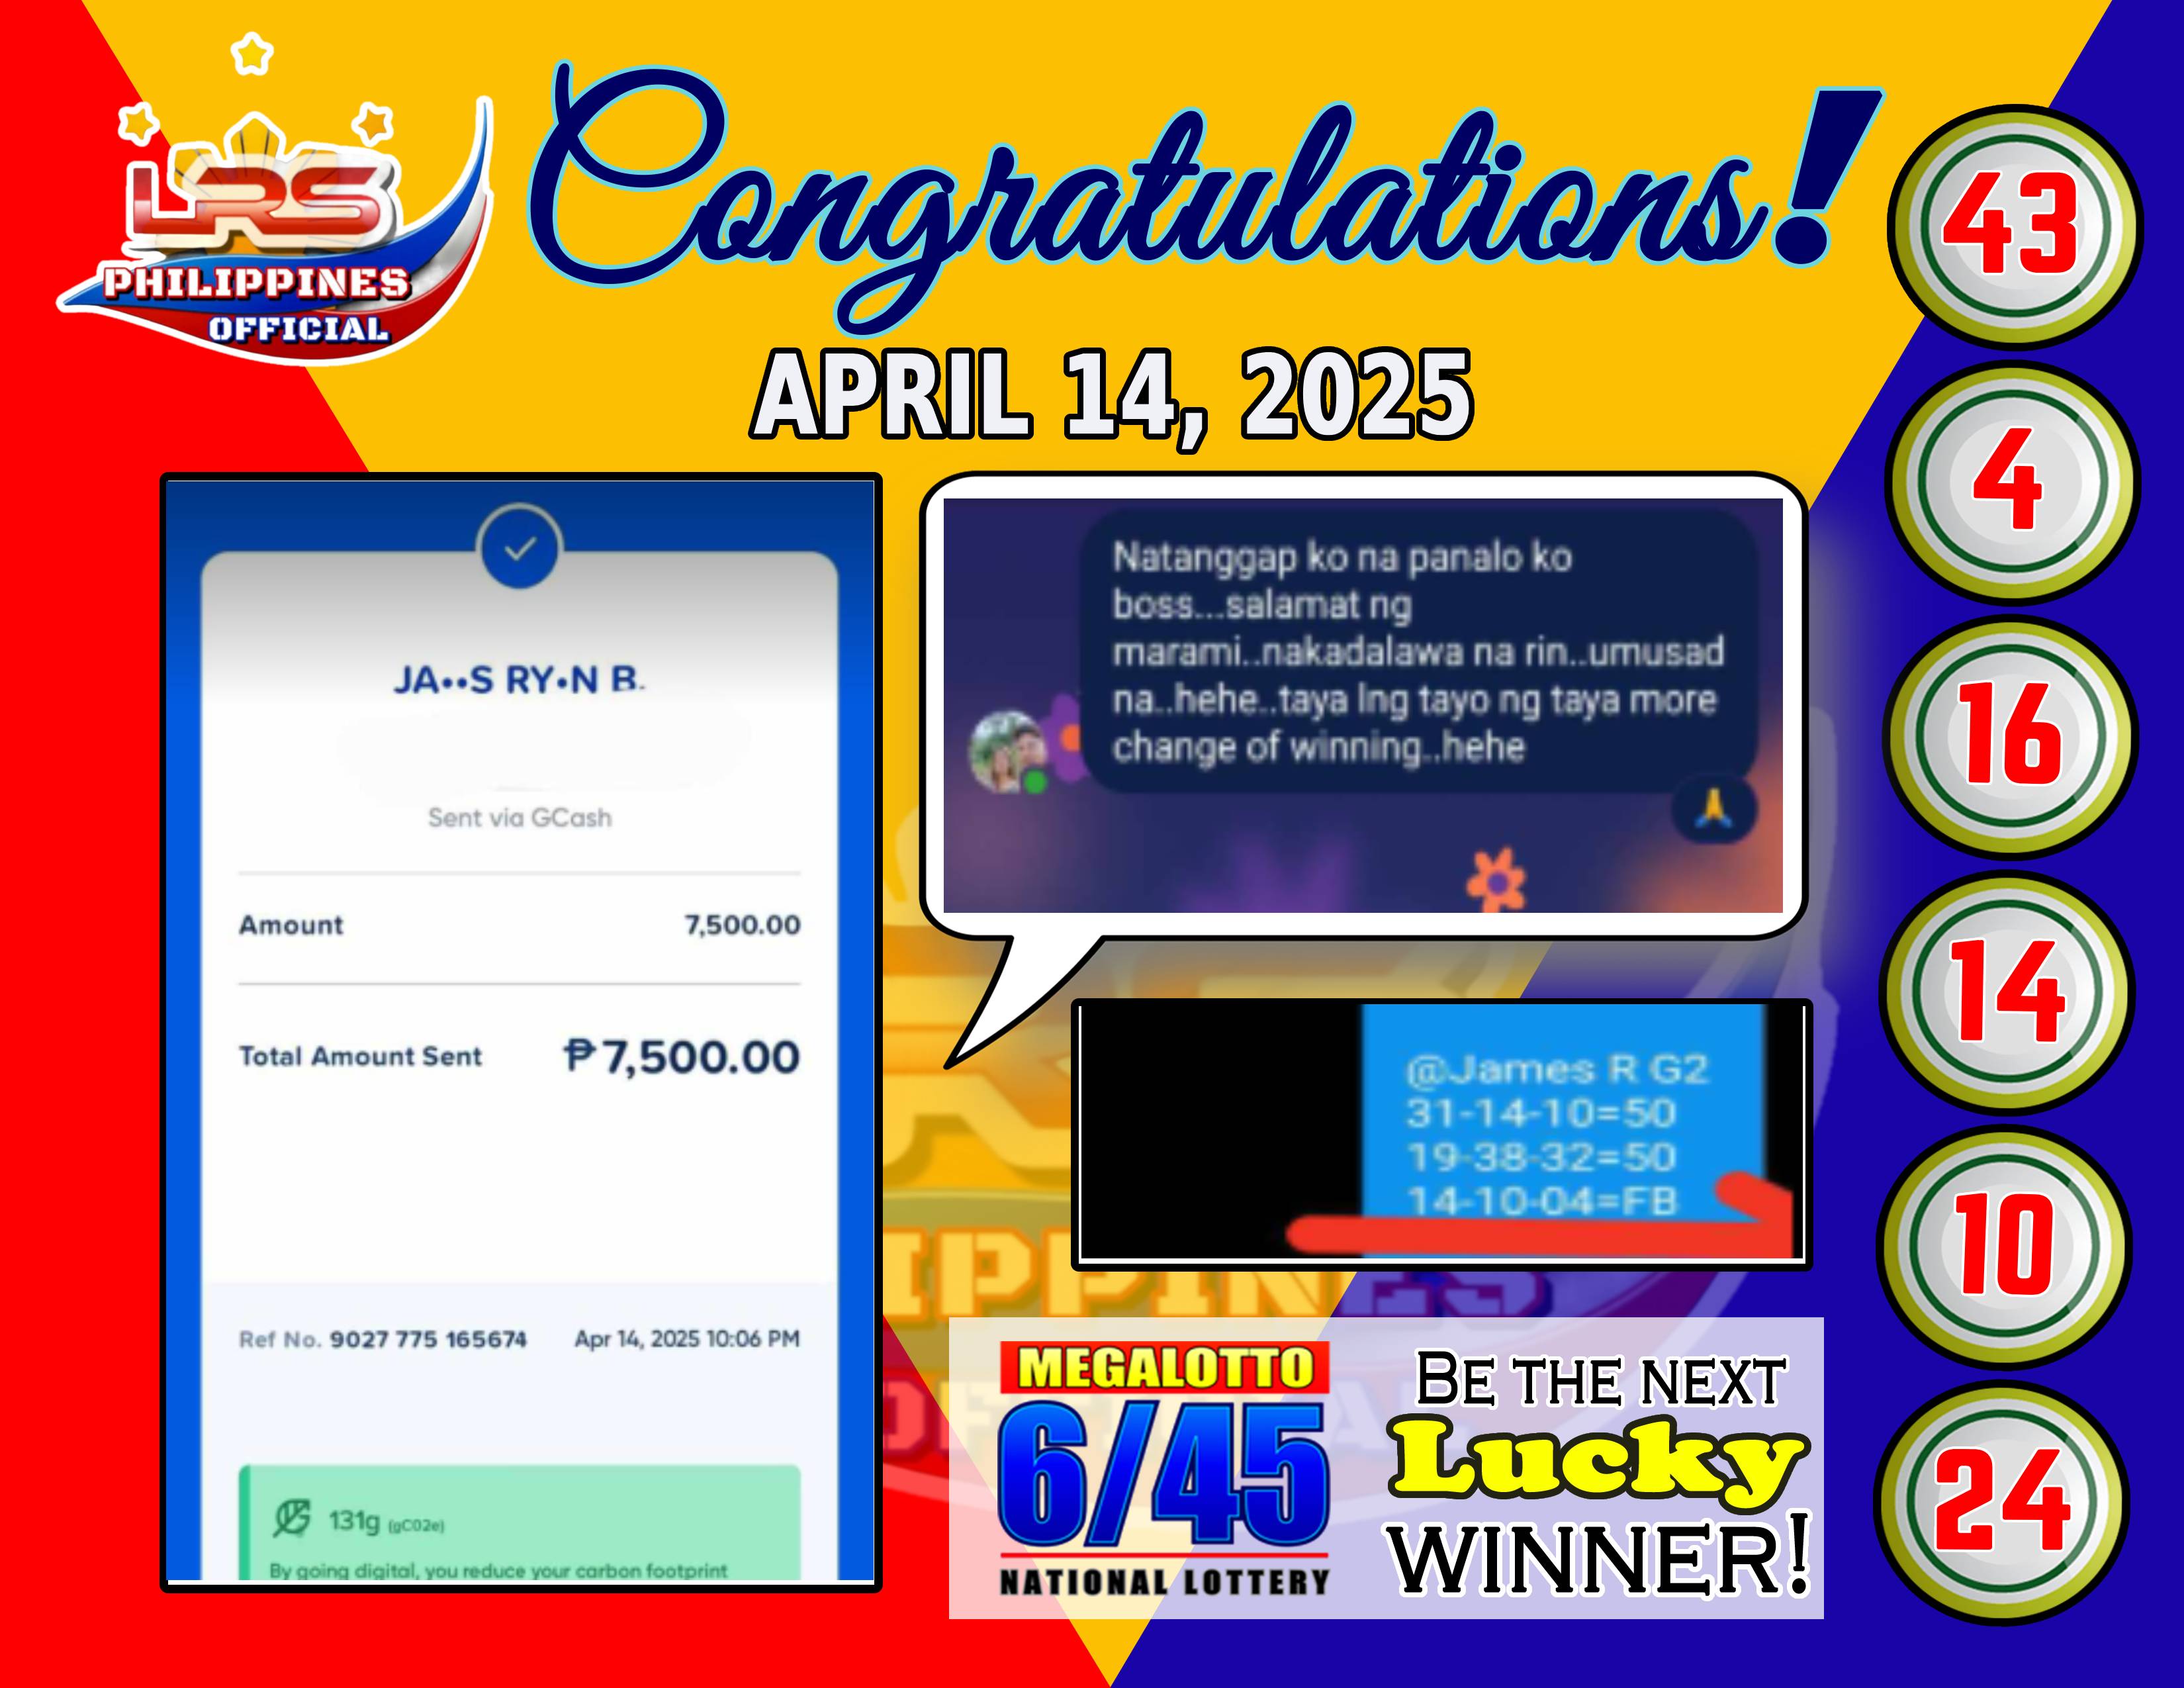 LRS
PHILIPPINES
OFFICIAL
Congratulations!
APRIL 14, 2025
JA••S RY•N B.
Sent via GCash
Amount 7,500.00
Total Amount Sent ₱7,500.00
Ref No. 9027 775 165674 Apr 14, 2025 10:06 PM
131g (gCO2e)
By going digital, you reduce your carbon footprint
Natanggap ko na panalo ko
boss...salamat ng
marami..nakadalawa na rin..umusad
na..hehe..taya lng tayo ng taya more
change of winning..hehe
@James R G2
31-14-10=50
19-38-32=50
14-10-04=FB
MEGALOTTO
6/45
NATIONAL LOTTERY
BE THE NEXT
Lucky
WINNER!
43
4
16
14
10
24